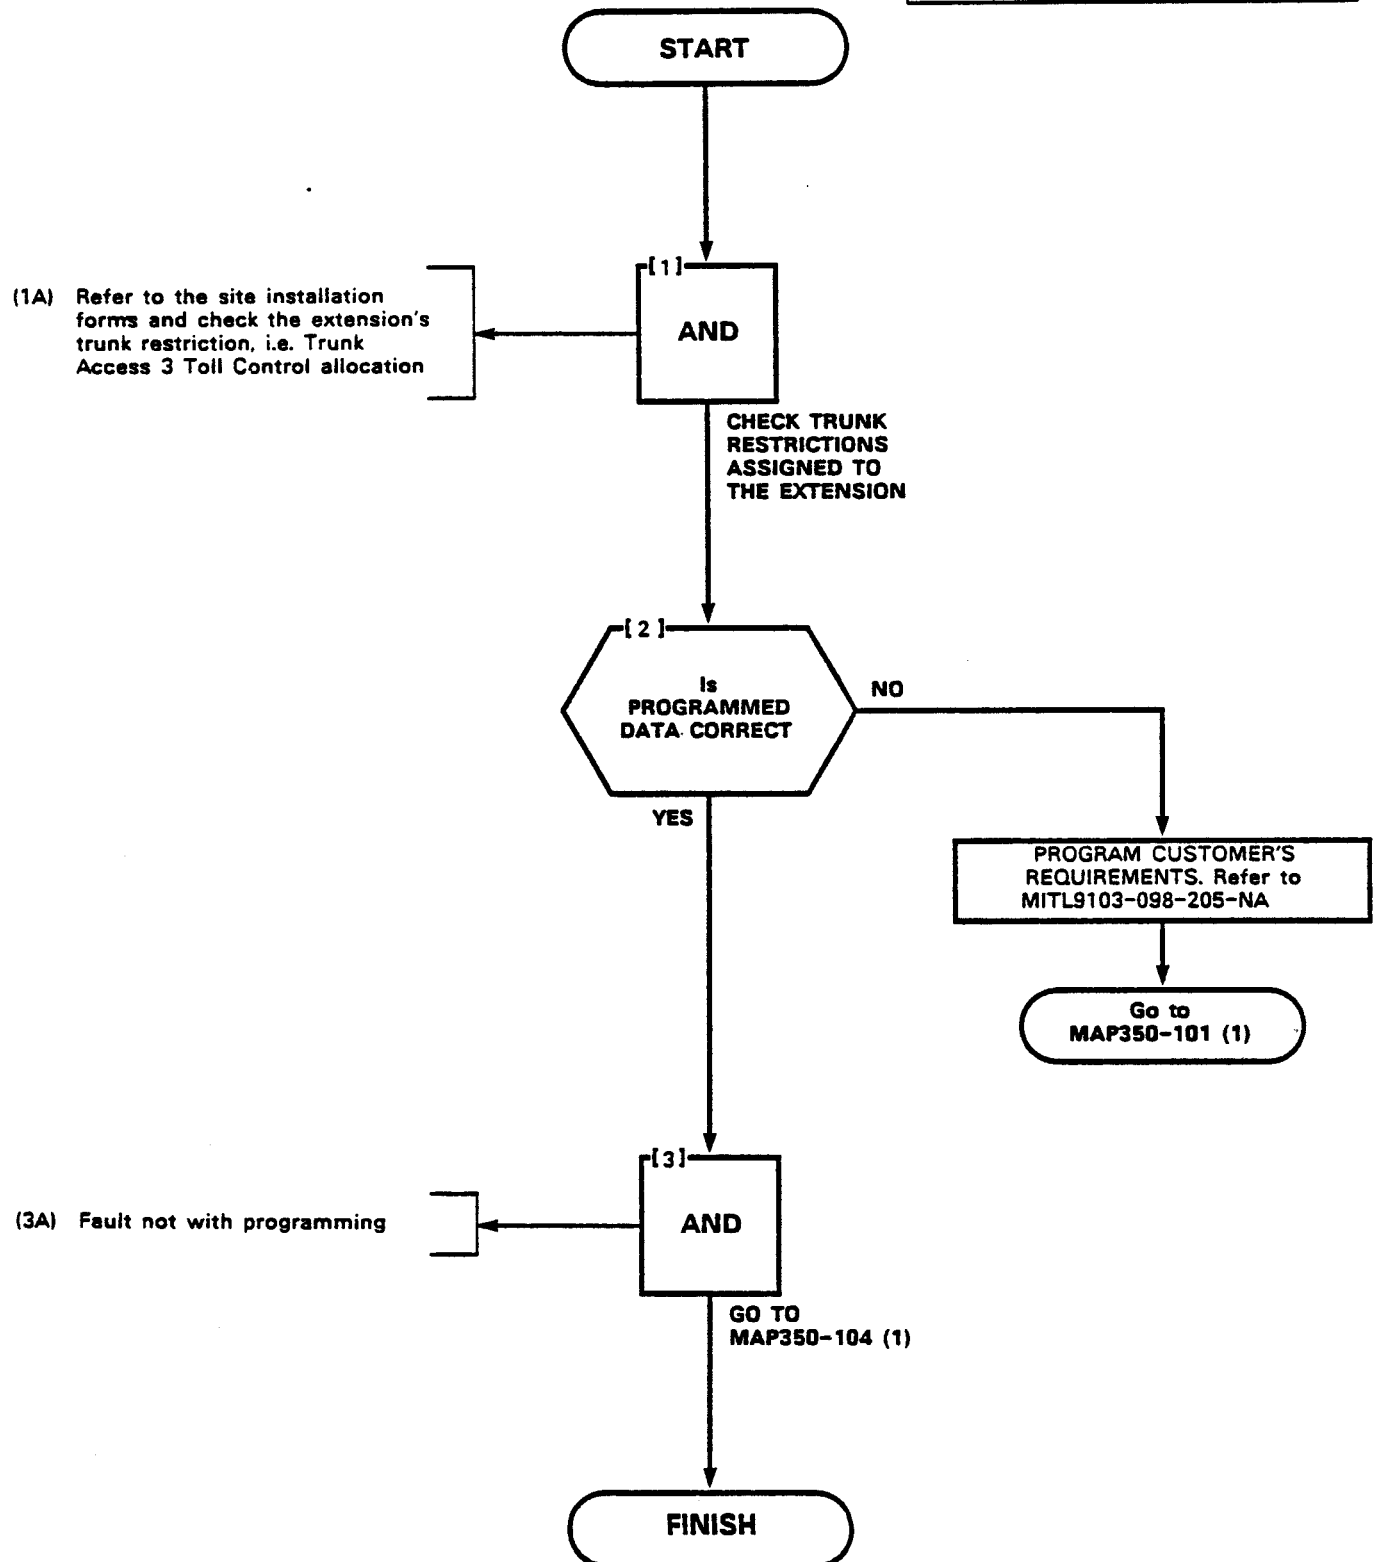 START
[1]
AND
(1A) Refer to the site installation
forms and check the extension's
trunk restriction, i.e. Trunk
Access 3 Toll Control allocation
CHECK TRUNK
RESTRICTIONS
ASSIGNED TO
THE EXTENSION
[2]
Is
PROGRAMMED
DATA CORRECT
NO
YES
PROGRAM CUSTOMER'S
REQUIREMENTS. Refer to
MITL9103-098-205-NA
Go to
MAP350-101 (1)
[3]
AND
(3A) Fault not with programming
GO TO
MAP350-104 (1)
FINISH